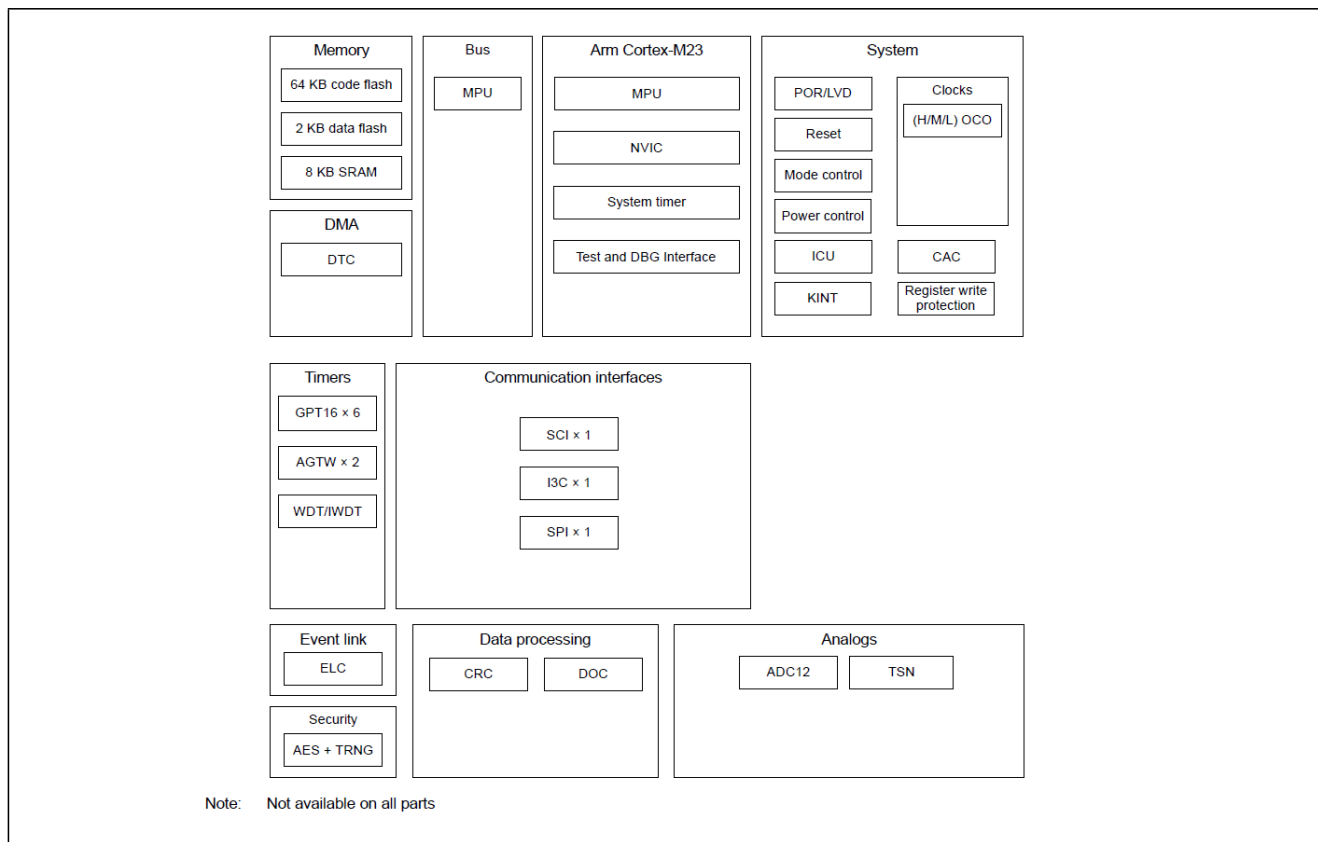 Memory
64 KB code flash
2 KB data flash
8 KB SRAM
DMA
DTC
Bus
MPU
Arm Cortex-M23
MPU
NVIC
System timer
Test and DBG Interface
System
POR/LVD
Reset
Mode control
Power control
ICU
KINT
Clocks
(H/M/L) OCO
CAC
Register write
protection
Timers
GPT16 × 6
AGTW × 2
WDT/IWDT
Communication interfaces
SCI × 1
I3C × 1
SPI × 1
Event link
ELC
Security
AES + TRNG
Data processing
CRC
DOC
Analogs
ADC12
TSN
Note: Not available on all parts